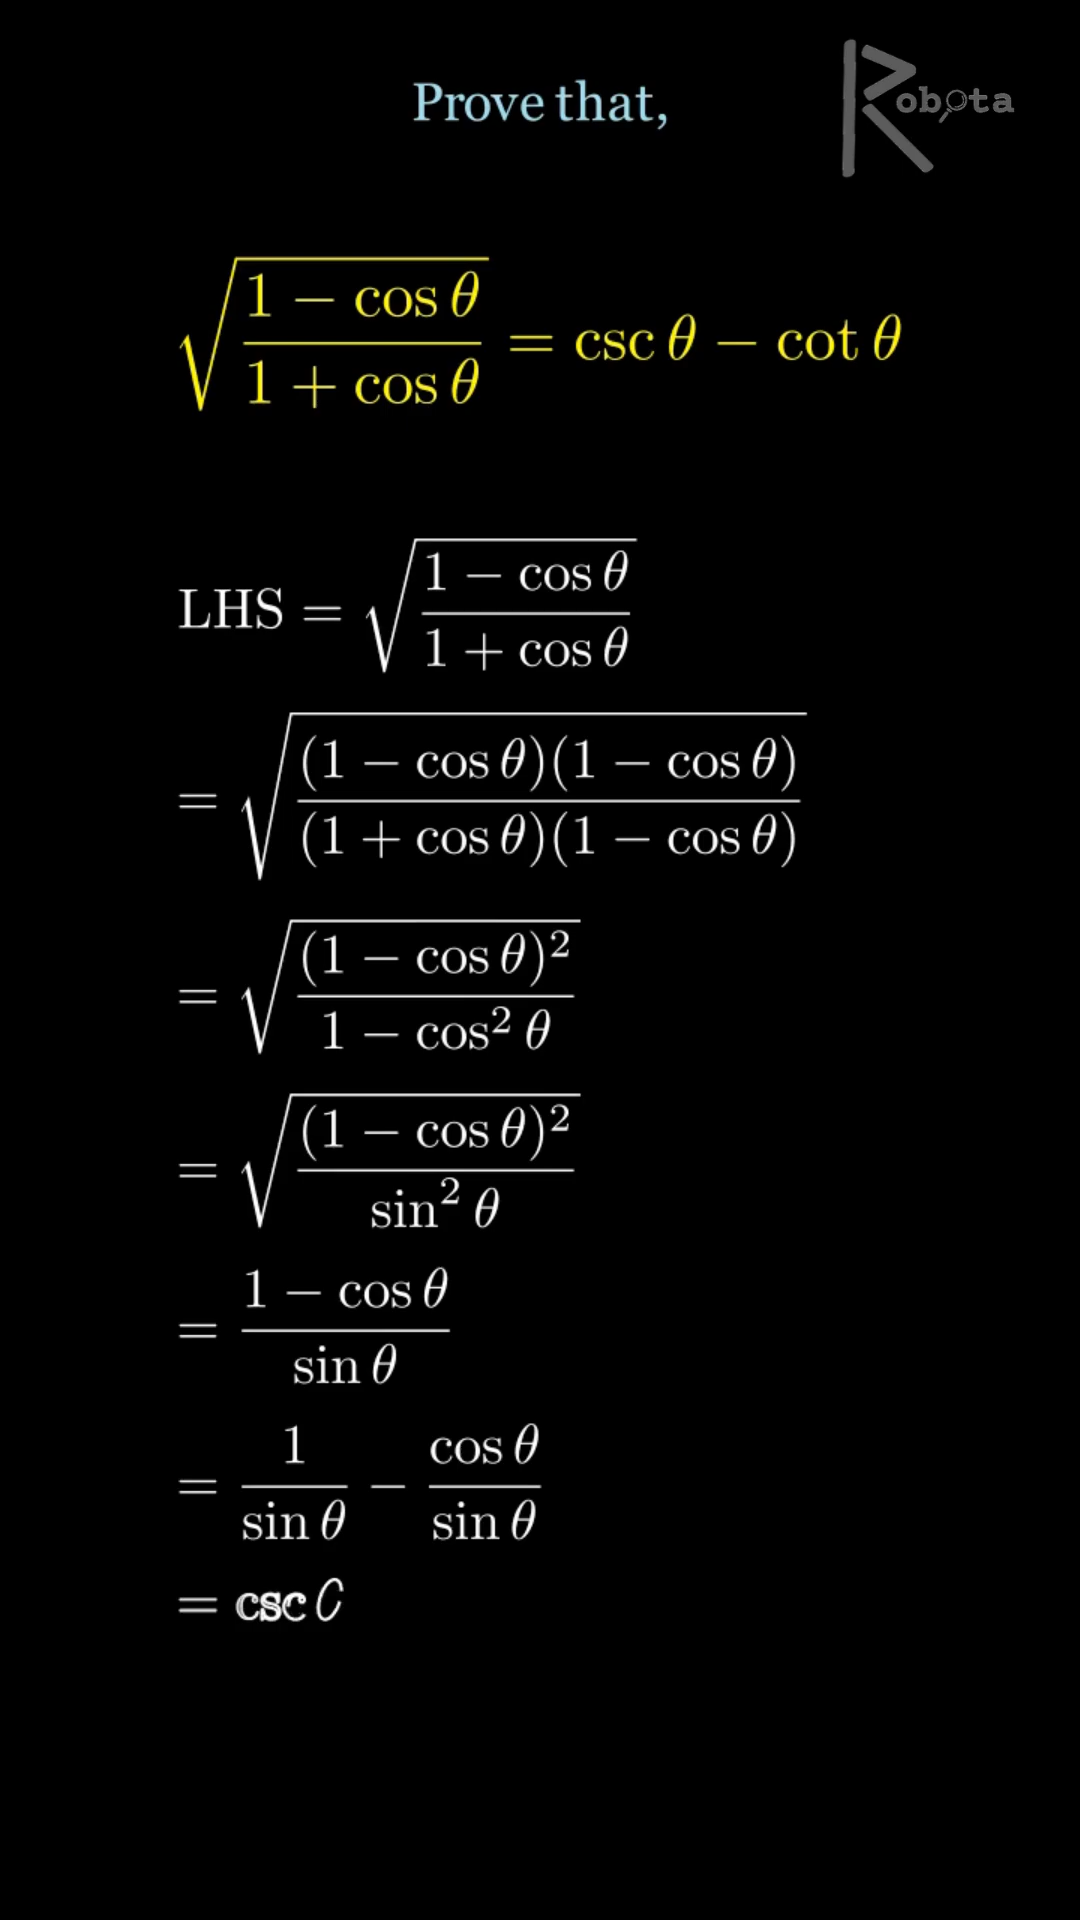 Prove that,
Robota
√((1 − cos θ)/(1 + cos θ)) = csc θ − cot θ
LHS = √((1 − cos θ)/(1 + cos θ))
= √(((1 − cos θ)(1 − cos θ))/((1 + cos θ)(1 − cos θ)))
= √((1 − cos θ)²/(1 − cos² θ))
= √((1 − cos θ)²/(sin² θ))
= (1 − cos θ)/(sin θ)
= 1/(sin θ) − (cos θ)/(sin θ)
= csc